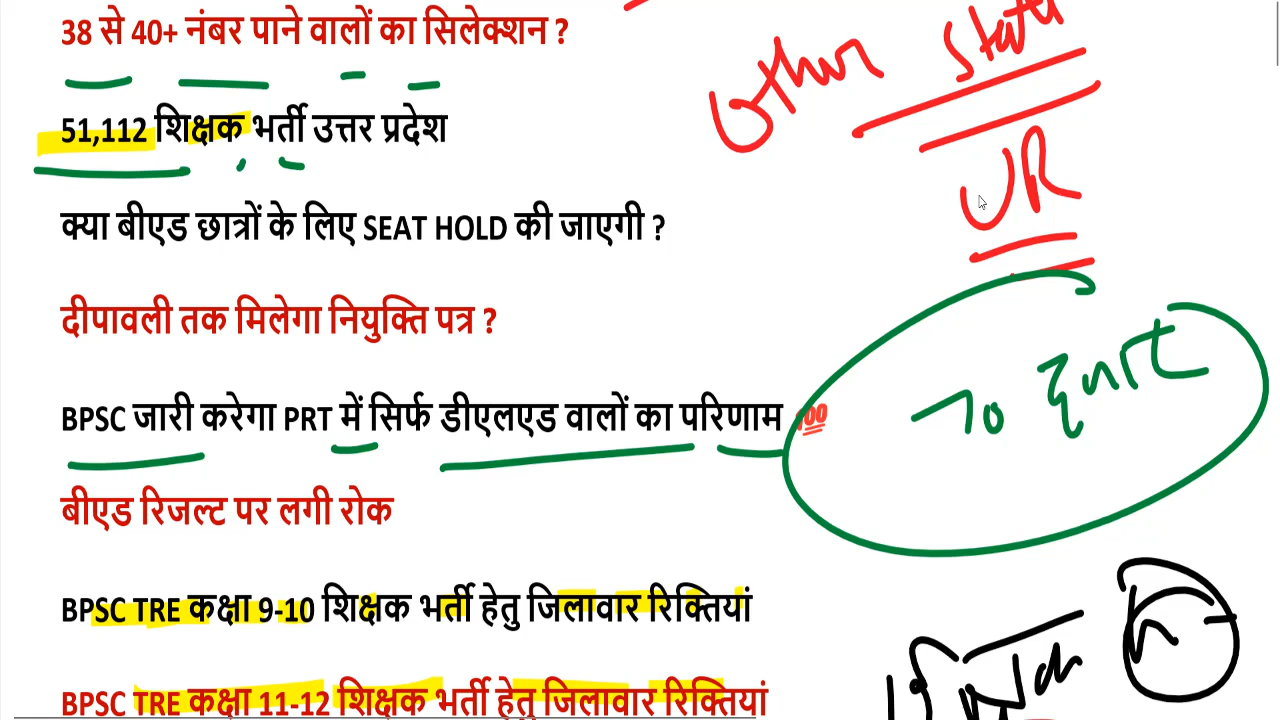 38 से 40+ नंबर पाने वालों का सिलेक्शन ?
Other State
51,112 शिक्षक भर्ती उत्तर प्रदेश
UR
क्या बीएड छात्रों के लिए SEAT HOLD की जाएगी ?
दीपावली तक मिलेगा नियुक्ति पत्र ?
BPSC जारी करेगा PRT में सिर्फ डीएलएड वालों का परिणाम 💯
70
बीएड रिजल्ट पर लगी रोक
BPSC TRE कक्षा 9-10 शिक्षक भर्ती हेतु जिलावार रिक्तियां
BPSC TRE कक्षा 11-12 शिक्षक भर्ती हेतु जिलावार रिक्तियां